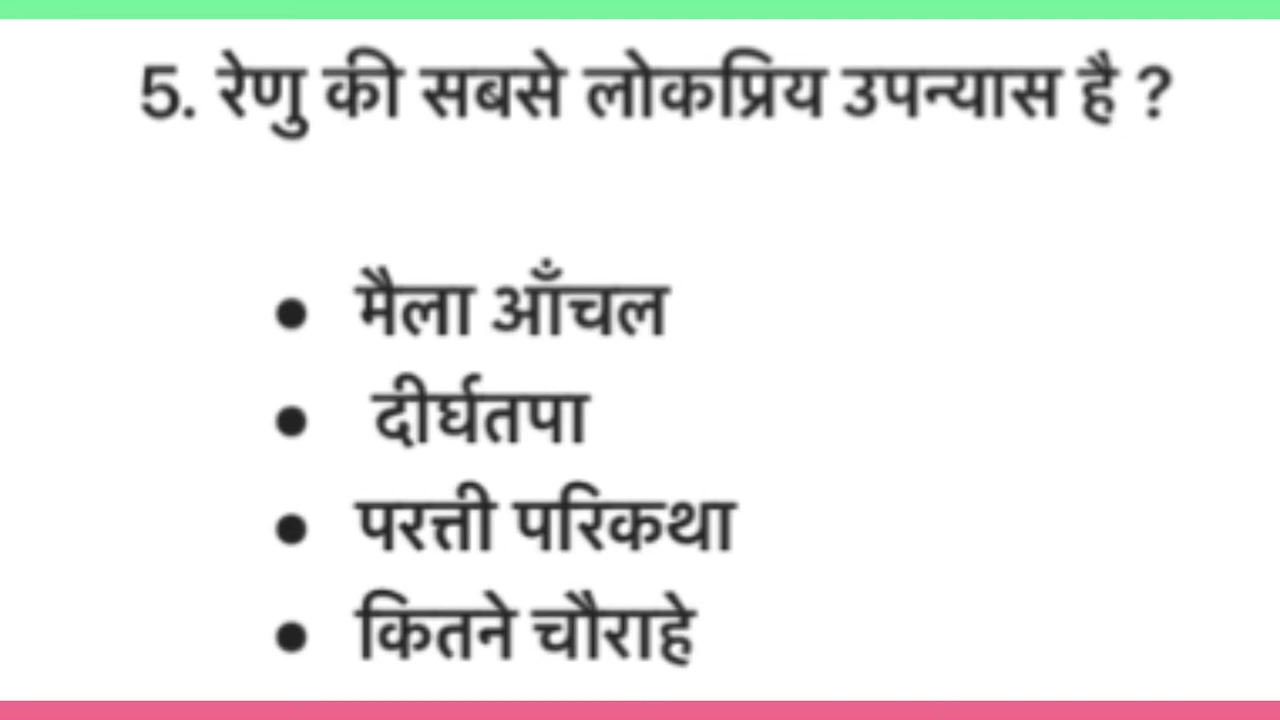 5. रेणु की सबसे लोकप्रिय उपन्यास है ?
• मैला आँचल
• दीर्घतपा
• परत्ती परिकथा
• कितने चौराहे